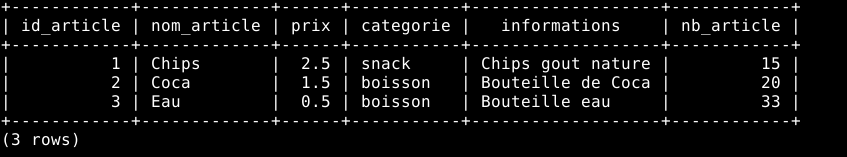 +------------+-------------+------+-----------+--------------------+------------+
| id_article | nom_article | prix | categorie |    informations    | nb_article |
+------------+-------------+------+-----------+--------------------+------------+
|          1 | Chips       |  2.5 | snack     | Chips gout nature  |         15 |
|          2 | Coca        |  1.5 | boisson   | Bouteille de Coca  |         20 |
|          3 | Eau         |  0.5 | boisson   | Bouteille eau      |         33 |
+------------+-------------+------+-----------+--------------------+------------+
(3 rows)